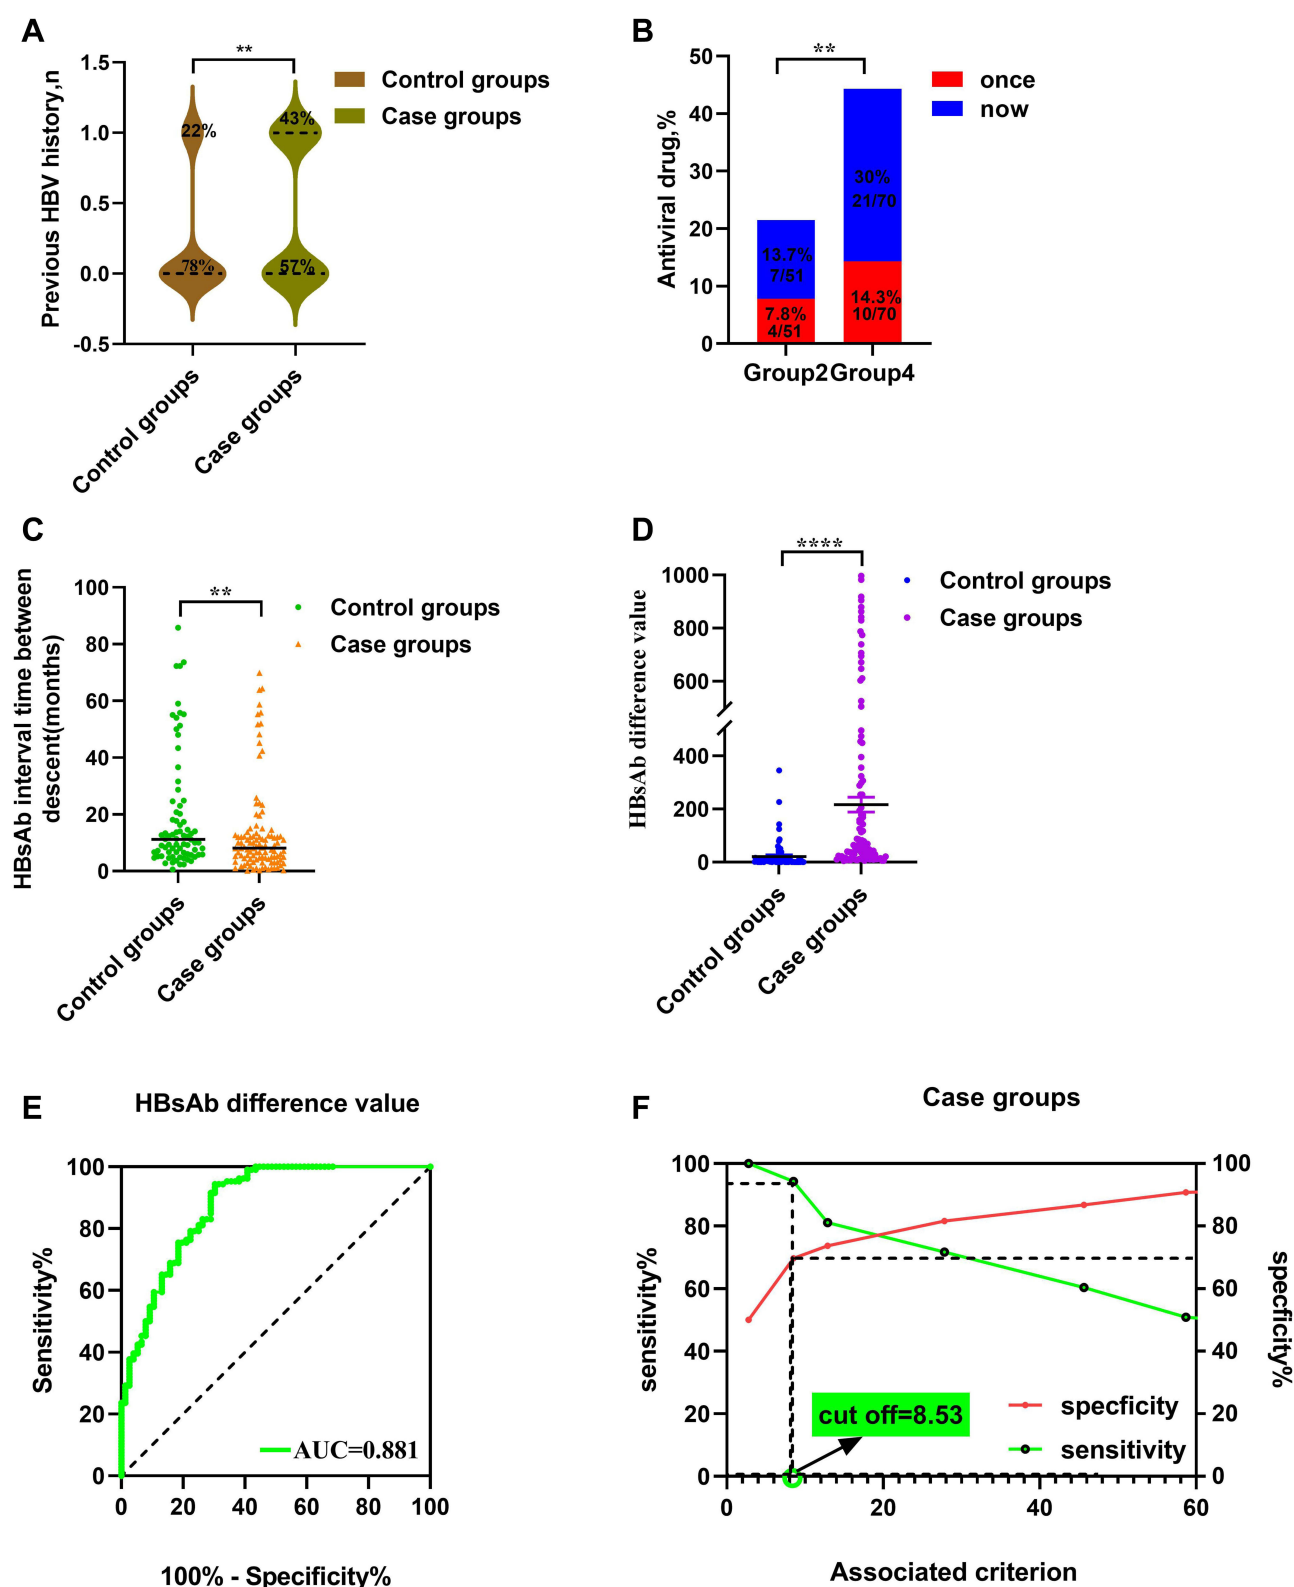 A
**
Previous HBV history,n
1.5
1.0
0.5
0.0
-0.5
22%
43%
78%
57%
Control groups
Case groups
Control groups
Case groups
B
**
Antiviral drug,%
50
40
30
20
10
0
13.7%
7/51
7.8%
4/51
30%
21/70
14.3%
10/70
once
now
Group2
Group4
C
**
HBsAb interval time between
descent(months)
100
80
60
40
20
0
Control groups
Case groups
Control groups
Case groups
D
****
HBsAb difference value
1000
800
600
400
200
0
Control groups
Case groups
Control groups
Case groups
E
HBsAb difference value
Sensitivity%
100
80
60
40
20
0
AUC=0.881
0 20 40 60 80 100
100% - Specificity%
F
Case groups
sensitivity%
100
80
60
40
20
0
cut off=8.53
specficity
sensitivity
100
80
60
40
20
0
specficity%
0 20 40 60
Associated criterion